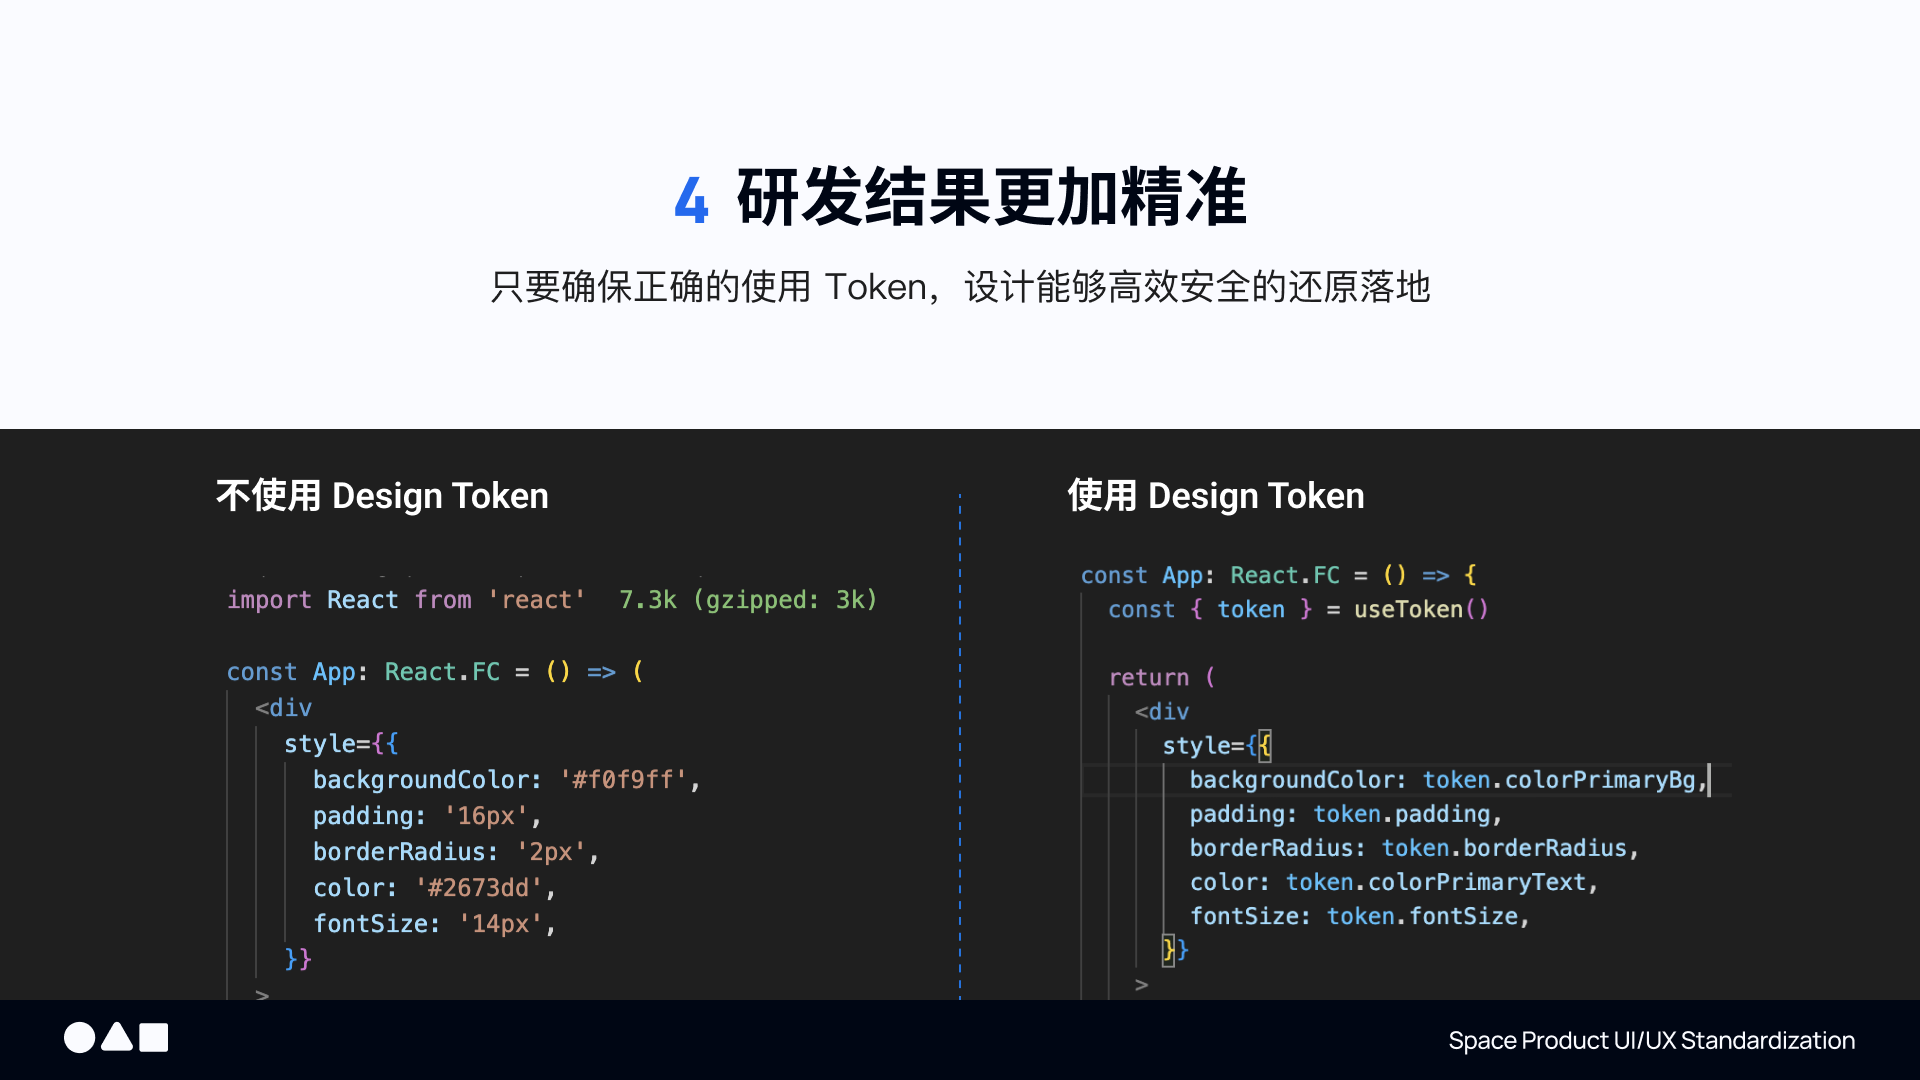 4 研发结果更加精准
只要确保正确的使用 Token，设计能够高效安全的还原落地
不使用 Design Token
import React from 'react'  7.3k (gzipped: 3k)
const App: React.FC = () => (
<div
style={{
backgroundColor: '#f0f9ff',
padding: '16px',
borderRadius: '2px',
color: '#2673dd',
fontSize: '14px',
}}
>
使用 Design Token
const App: React.FC = () => {
const { token } = useToken()
return (
<div
style={{
backgroundColor: token.colorPrimaryBg,
padding: token.padding,
borderRadius: token.borderRadius,
color: token.colorPrimaryText,
fontSize: token.fontSize,
}}
>
Space Product UI/UX Standardization